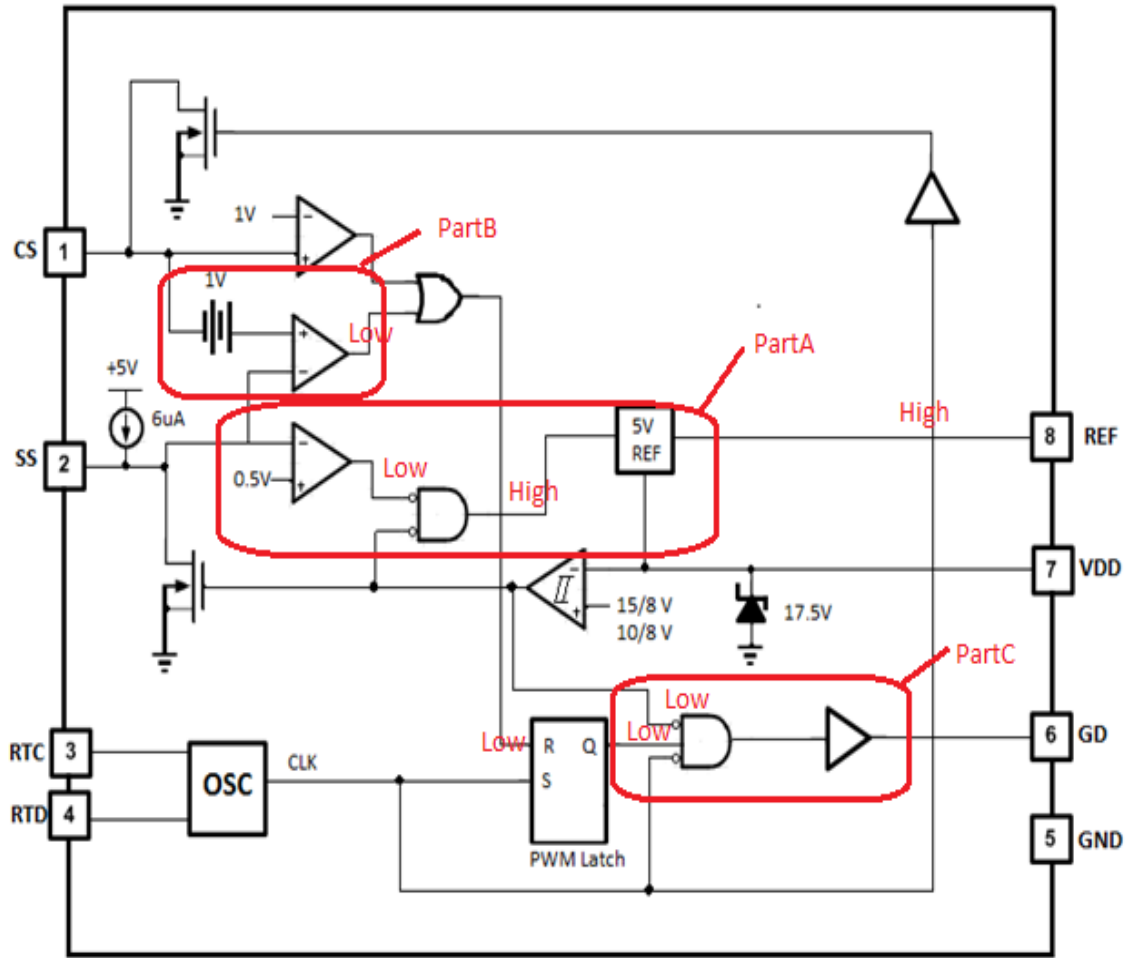 1V
PartB
CS 1
1V
Low
PartA
+5V
6uA
5V
REF
High
8 REF
SS 2
Low
0.5V
High
7 VDD
15/8 V
10/8 V
17.5V
PartC
Low
RTC 3
Low
R Q
Low
6 GD
OSC
CLK
S
RTD 4
5 GND
PWM Latch
- +
+ -
- +
- +